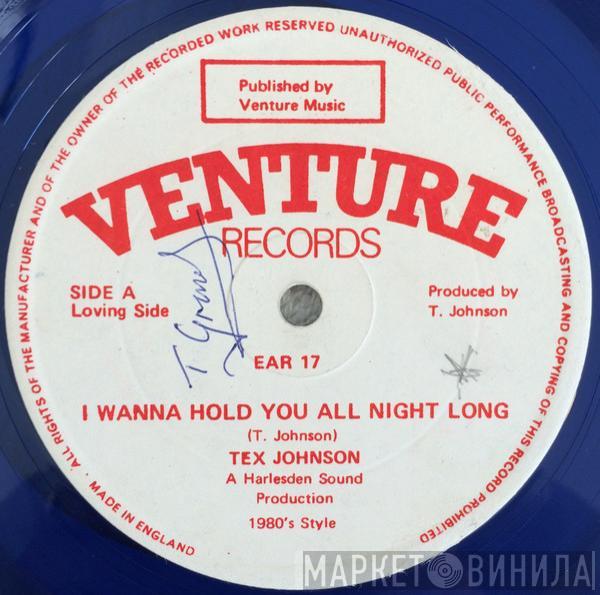 ALL RIGHTS OF THE MANUFACTURER AND OF THE OWNER OF THE RECORDED WORK RESERVED UNAUTHORIZED PUBLIC PERFORMANCE BROADCASTING AND COPYING OF THIS RECORD PROHIBITED
Published by
Venture Music
VENTURE
RECORDS
SIDE A
Loving Side
Produced by
T. Johnson
EAR 17
I WANNA HOLD YOU ALL NIGHT LONG
(T. Johnson)
TEX JOHNSON
A Harlesden Sound
Production
1980's Style
· MADE IN ENGLAND
МАРКЕТ ВИНИЛА